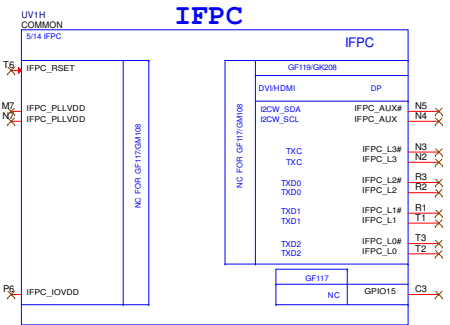 IFPC
UV1H
COMMON
5/14 IFPC
IFPC
T6 IFPC_RSET
GF119/GK208
DVI/HDMI DP
M7 IFPC_PLLVDD
N7 IFPC_PLLVDD
I2CW_SDA IFPC_AUX# N5
I2CW_SCL IFPC_AUX N4
NC FOR GF117/GM108
NC FOR GF117/GM108
TXC IFPC_L3# N3
TXC IFPC_L3 N2
TXD0 IFPC_L2# R3
TXD0 IFPC_L2 R2
TXD1 IFPC_L1# R1
TXD1 IFPC_L1 T1
TXD2 IFPC_L0# T3
TXD2 IFPC_L0 T2
GF117
P6 IFPC_IOVDD
NC GPIO15 C3